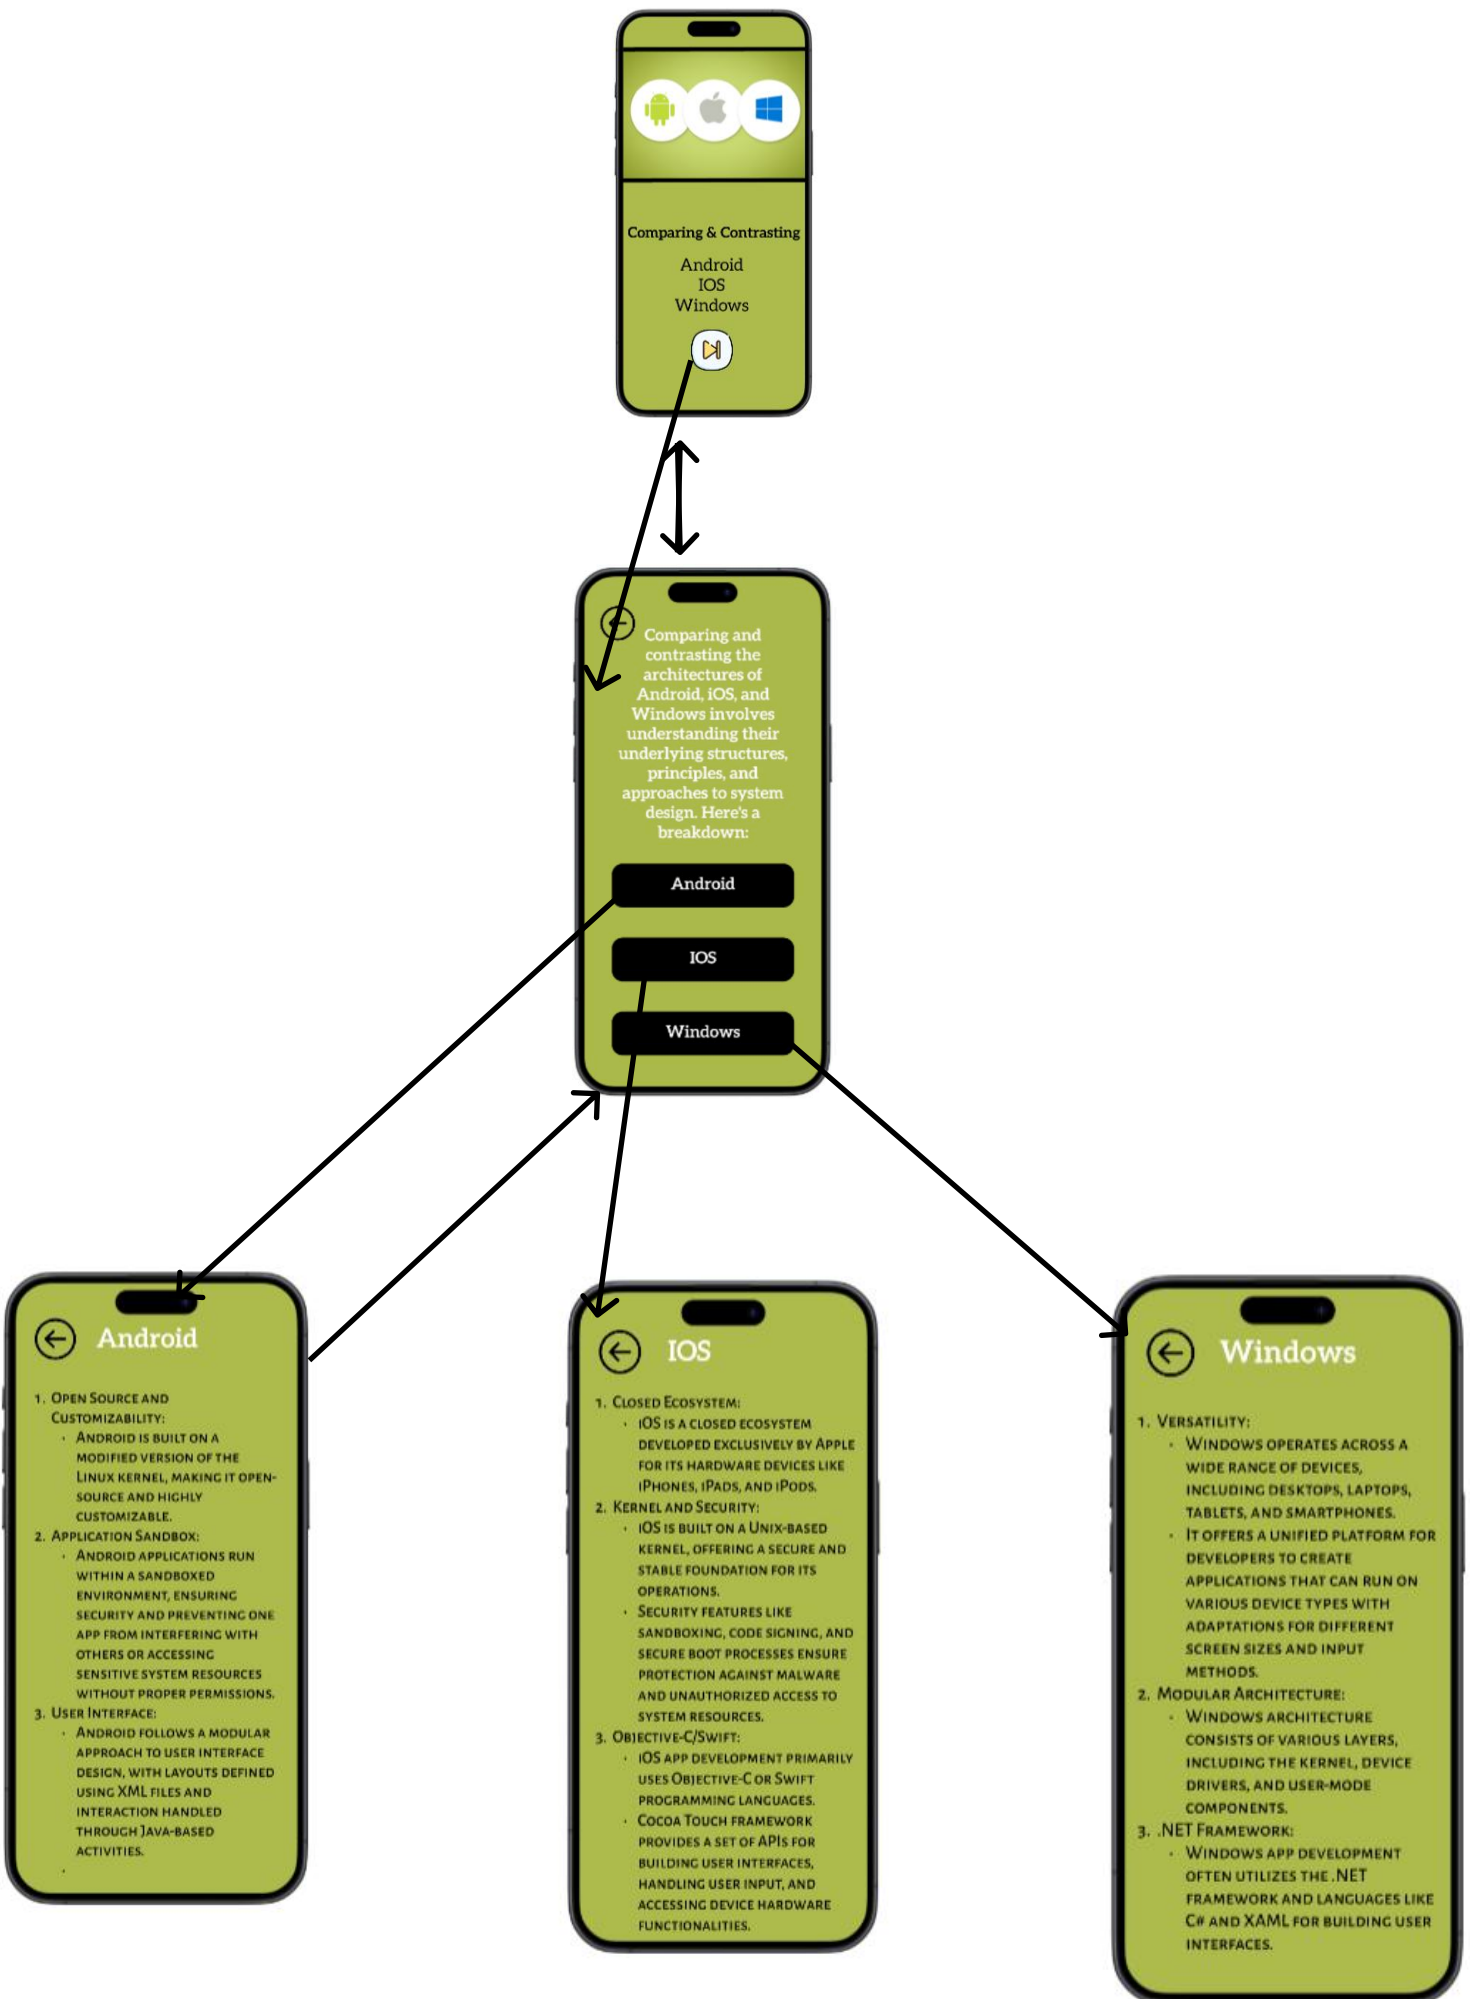 Comparing & Contrasting
Android
IOS
Windows
Comparing and
contrasting the
architectures of
Android, iOS, and
Windows involves
understanding their
underlying structures,
principles, and
approaches to system
design. Here's a
breakdown:
Android
IOS
Windows
Android
1. Open Source and
Customizability:
· Android is built on a
modified version of the
Linux kernel, making it open-
source and highly
customizable.
2. Application Sandbox:
· Android applications run
within a sandboxed
environment, ensuring
security and preventing one
app from interfering with
others or accessing
sensitive system resources
without proper permissions.
3. User Interface:
· Android follows a modular
approach to user interface
design, with layouts defined
using XML files and
interaction handled
through Java-based
activities.
·
IOS
1. Closed Ecosystem:
· iOS is a closed ecosystem
developed exclusively by Apple
for its hardware devices like
iPhones, iPads, and iPods.
2. Kernel and Security:
· iOS is built on a Unix-based
kernel, offering a secure and
stable foundation for its
operations.
· Security features like
sandboxing, code signing, and
secure boot processes ensure
protection against malware
and unauthorized access to
system resources.
3. Objective-C/Swift:
· iOS app development primarily
uses Objective-C or Swift
programming languages.
· Cocoa Touch framework
provides a set of APIs for
building user interfaces,
handling user input, and
accessing device hardware
functionalities.
Windows
1. Versatility:
· Windows operates across a
wide range of devices,
including desktops, laptops,
tablets, and smartphones.
· It offers a unified platform for
developers to create
applications that can run on
various device types with
adaptations for different
screen sizes and input
methods.
2. Modular Architecture:
· Windows architecture
consists of various layers,
including the kernel, device
drivers, and user-mode
components.
3. .NET Framework:
· Windows app development
often utilizes the .NET
framework and languages like
C# and XAML for building user
interfaces.